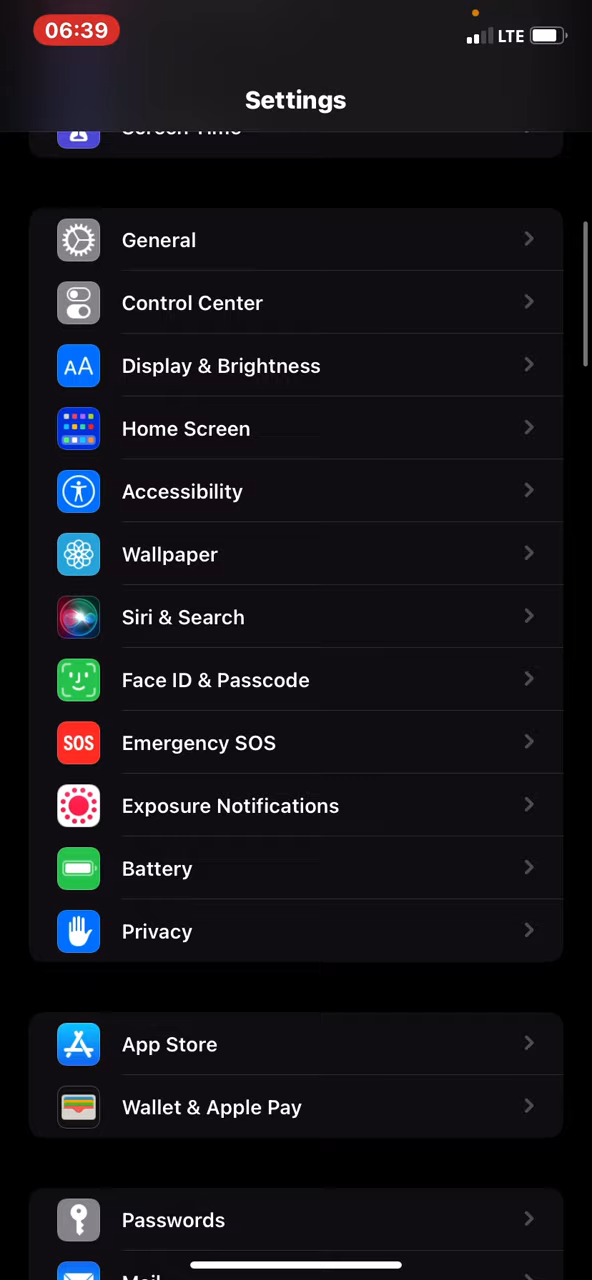 06:39
LTE
Settings
Screen Time
General
Control Center
AA Display & Brightness
Home Screen
Accessibility
Wallpaper
Siri & Search
Face ID & Passcode
SOS Emergency SOS
Exposure Notifications
Battery
Privacy
App Store
Wallet & Apple Pay
Passwords
Mail